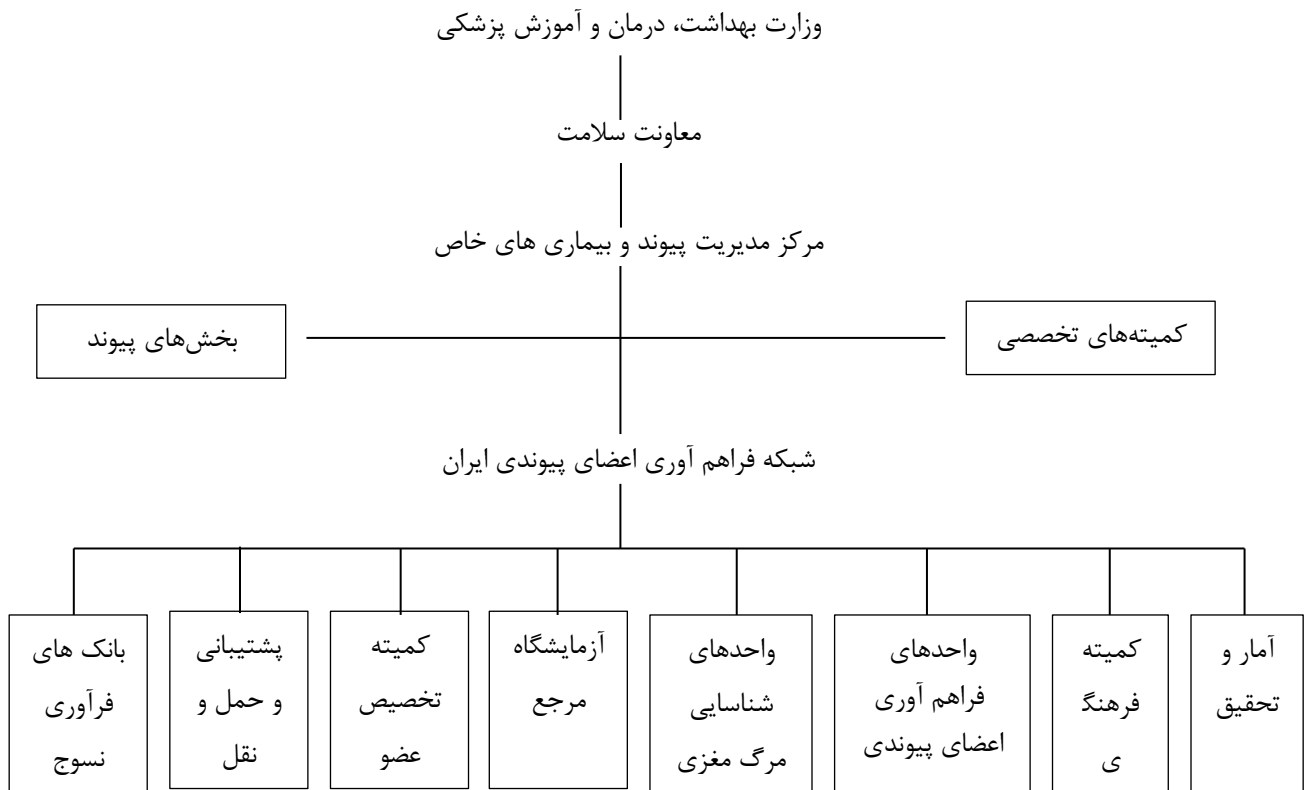 وزارت بهداشت، درمان و آموزش پزشکی
معاونت سلامت
مرکز مدیریت پیوند و بیماری های خاص
کمیته‌های تخصصی
بخش‌های پیوند
شبکه فراهم آوری اعضای پیوندی ایران
آمار و
تحقیق
کمیته
فرهنگ
ی
واحدهای
فراهم آوری
اعضای پیوندی
واحدهای
شناسایی
مرگ مغزی
آزمایشگاه
مرجع
کمیته
تخصیص
عضو
پشتیبانی
و حمل و
نقل
بانک های
فرآوری
نسوج